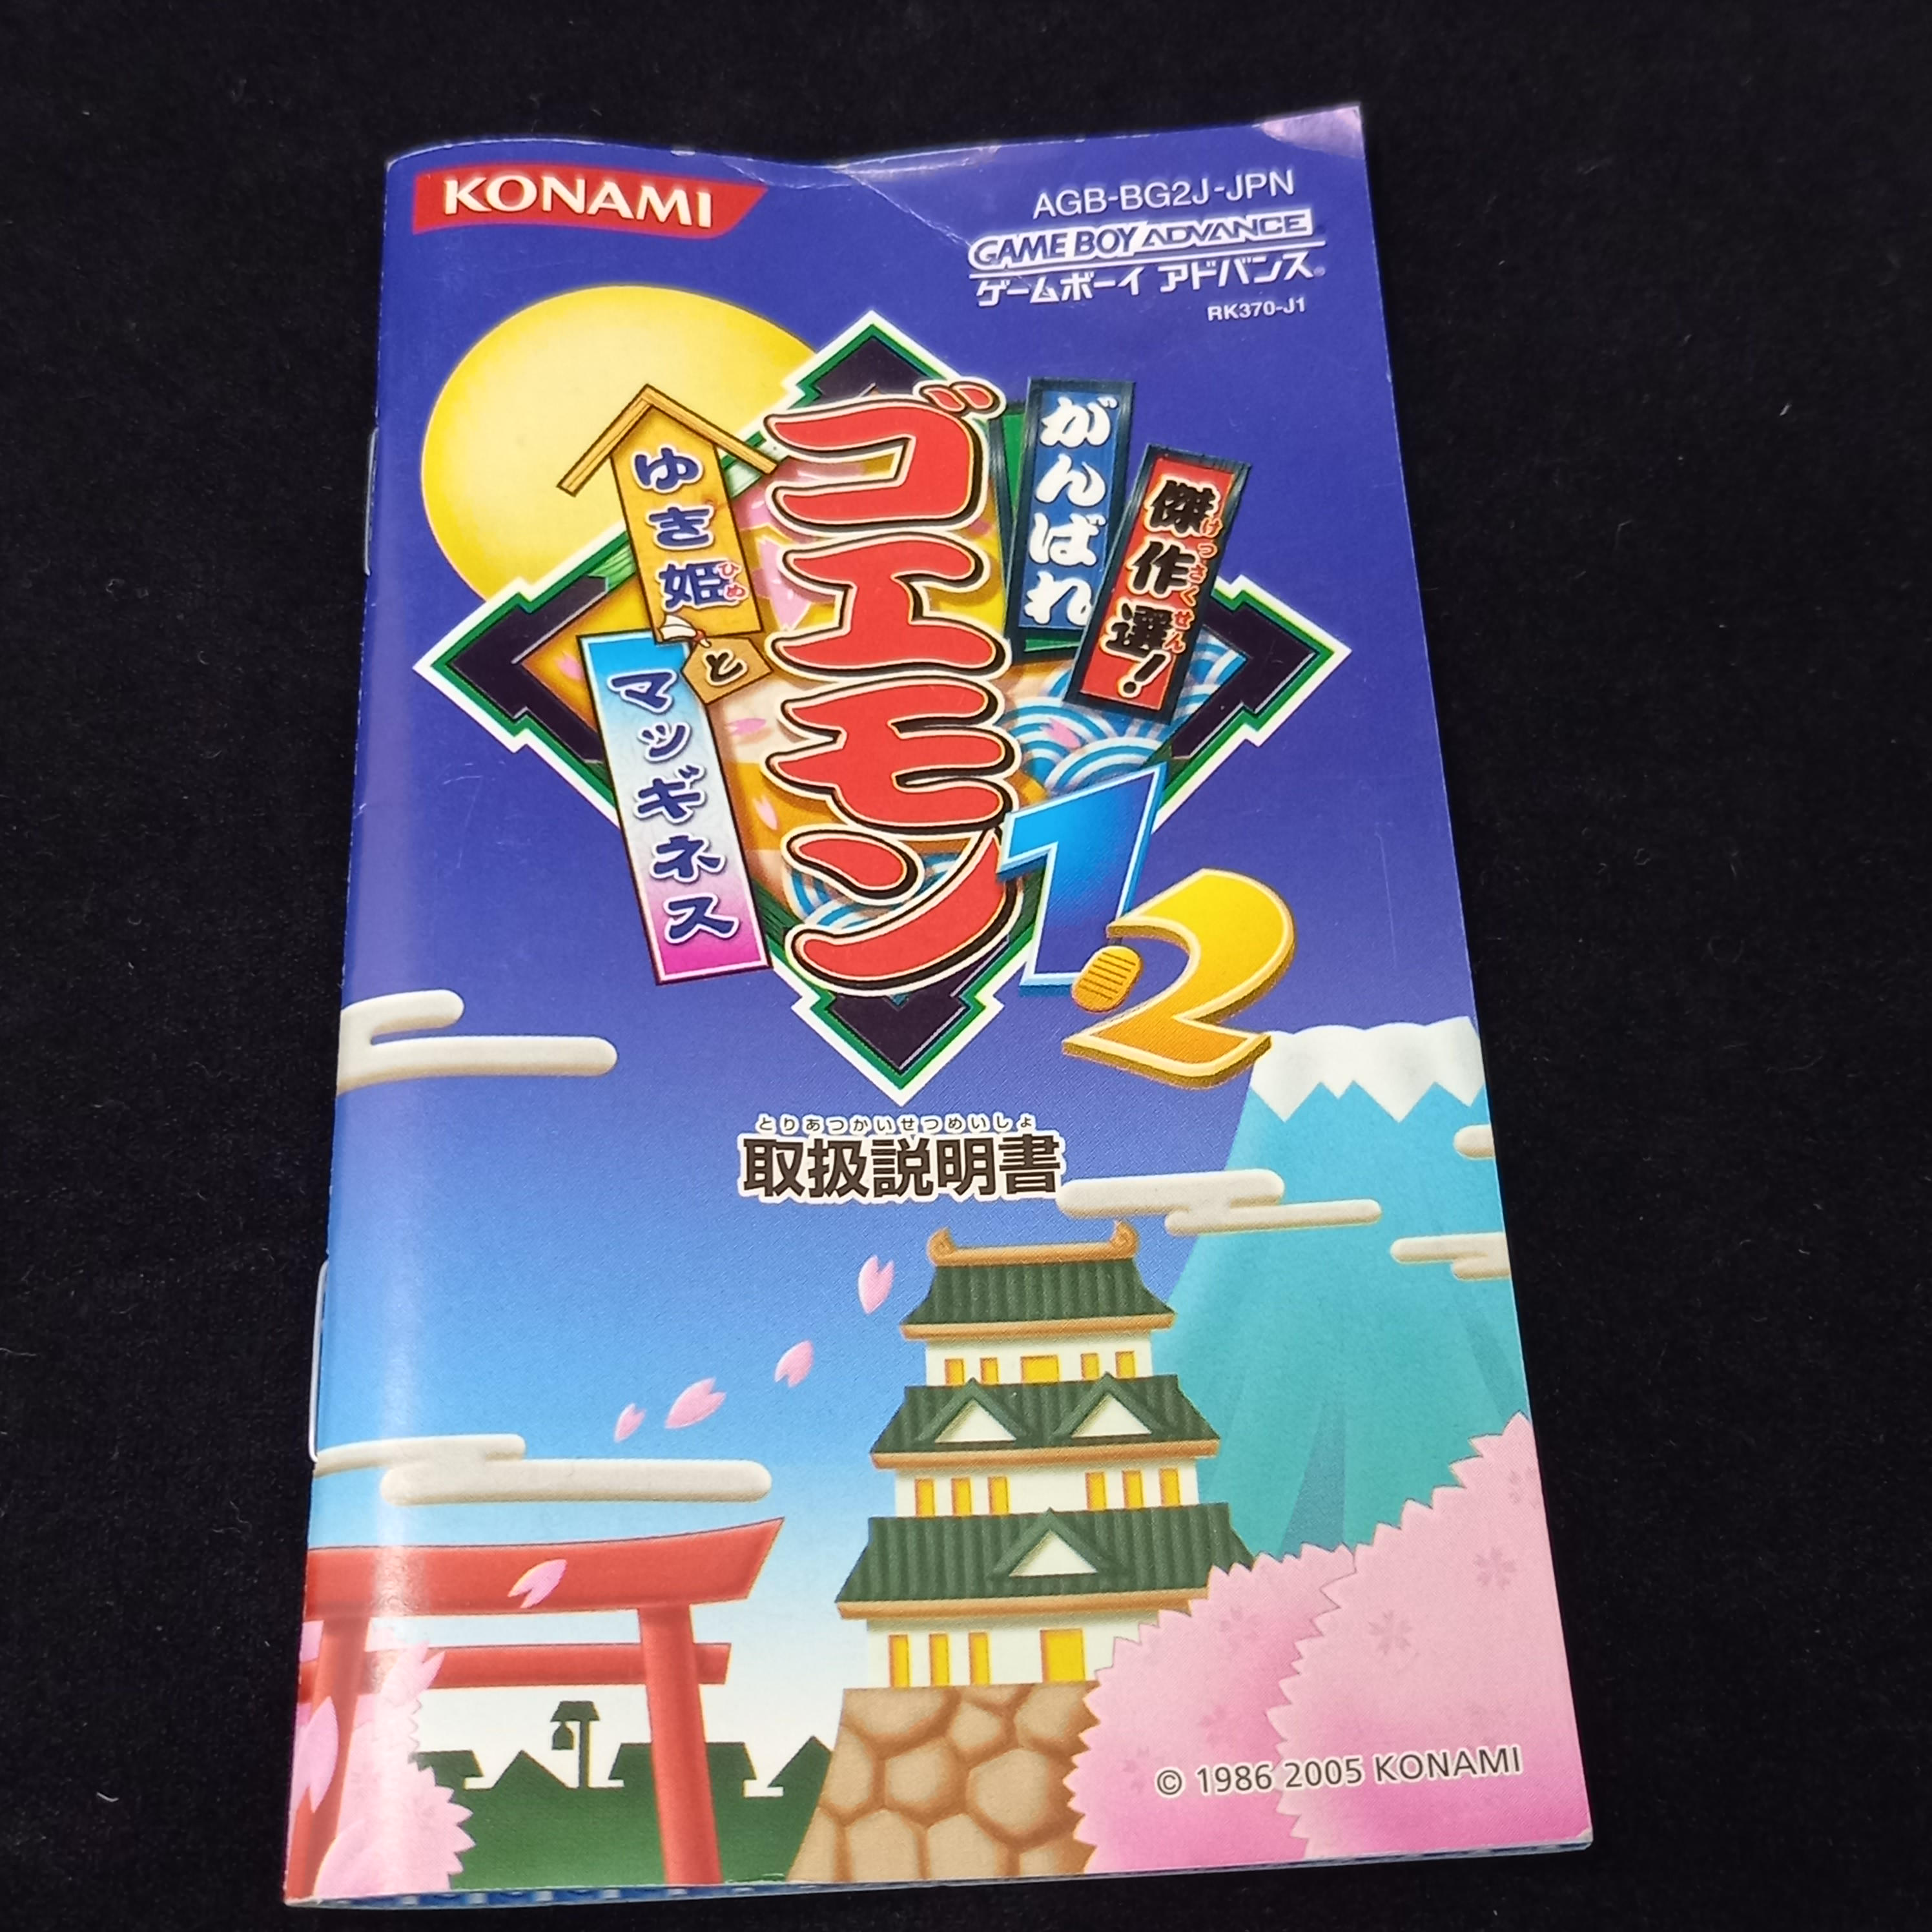 KONAMI
AGB-BG2J-JPN
GAME BOY ADVANCE
ゲームボーイ アドバンス®
RK370-J1
傑作選!
けっさくせん
がんばれ
ゴエモン
1・2
ゆき姫
ひめ
と
マッギネス
とりあつかいせつめいしょ
取扱説明書
© 1986 2005 KONAMI